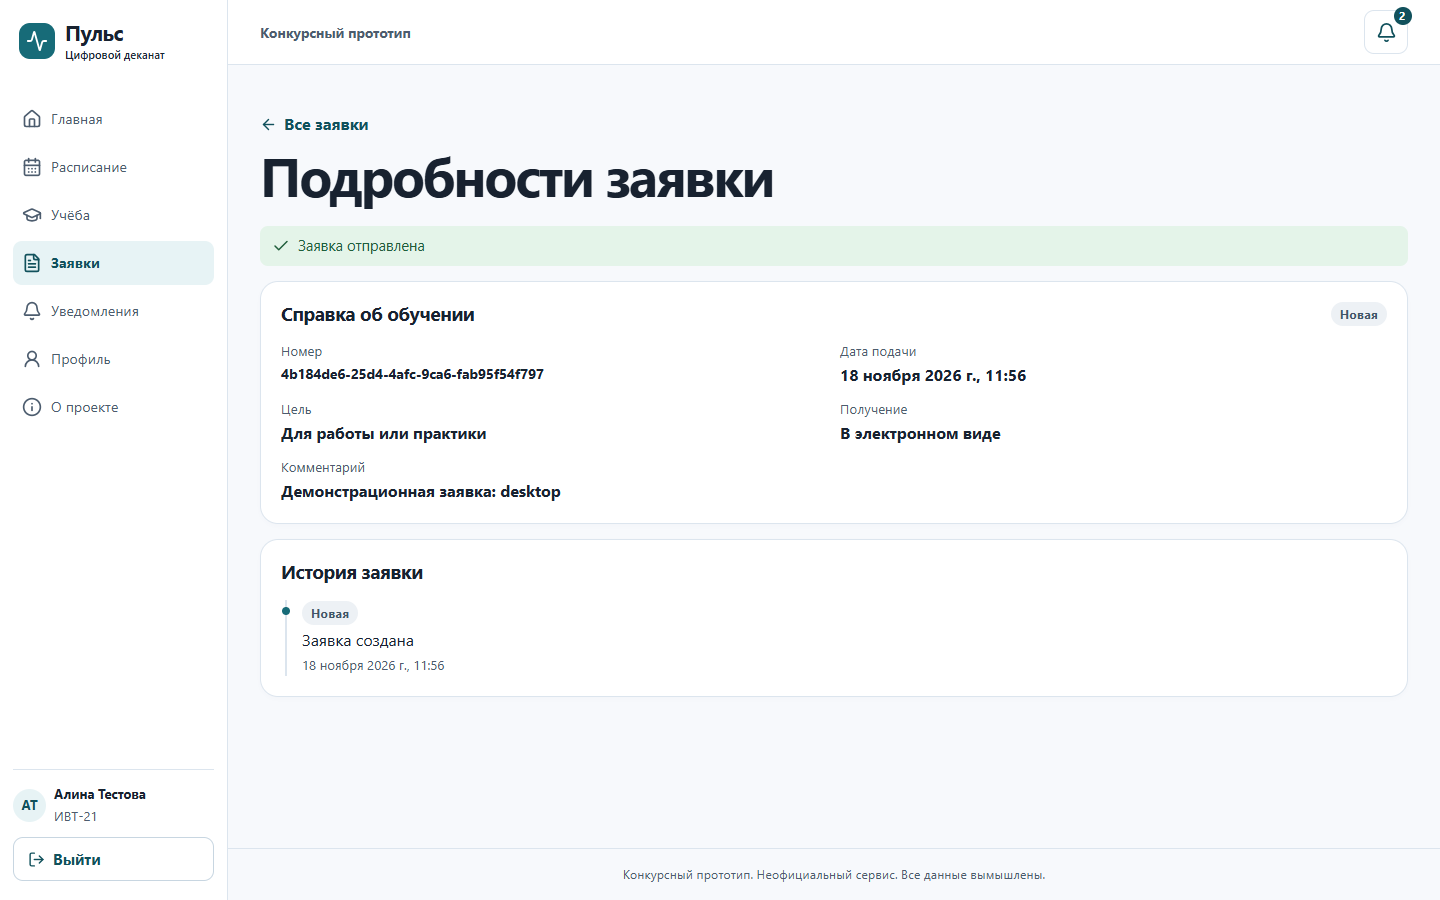 Пульс
Цифровой деканат
Главная
Расписание
Учёба
Заявки
Уведомления
Профиль
О проекте
АТ
Алина Тестова
ИВТ-21
Выйти
Конкурсный прототип
2
Все заявки
Подробности заявки
Заявка отправлена
Справка об обучении
Новая
Номер
4b184de6-25d4-4afc-9ca6-fab95f54f797
Дата подачи
18 ноября 2026 г., 11:56
Цель
Для работы или практики
Получение
В электронном виде
Комментарий
Демонстрационная заявка: desktop
История заявки
Новая
Заявка создана
18 ноября 2026 г., 11:56
Конкурсный прототип. Неофициальный сервис. Все данные вымышлены.